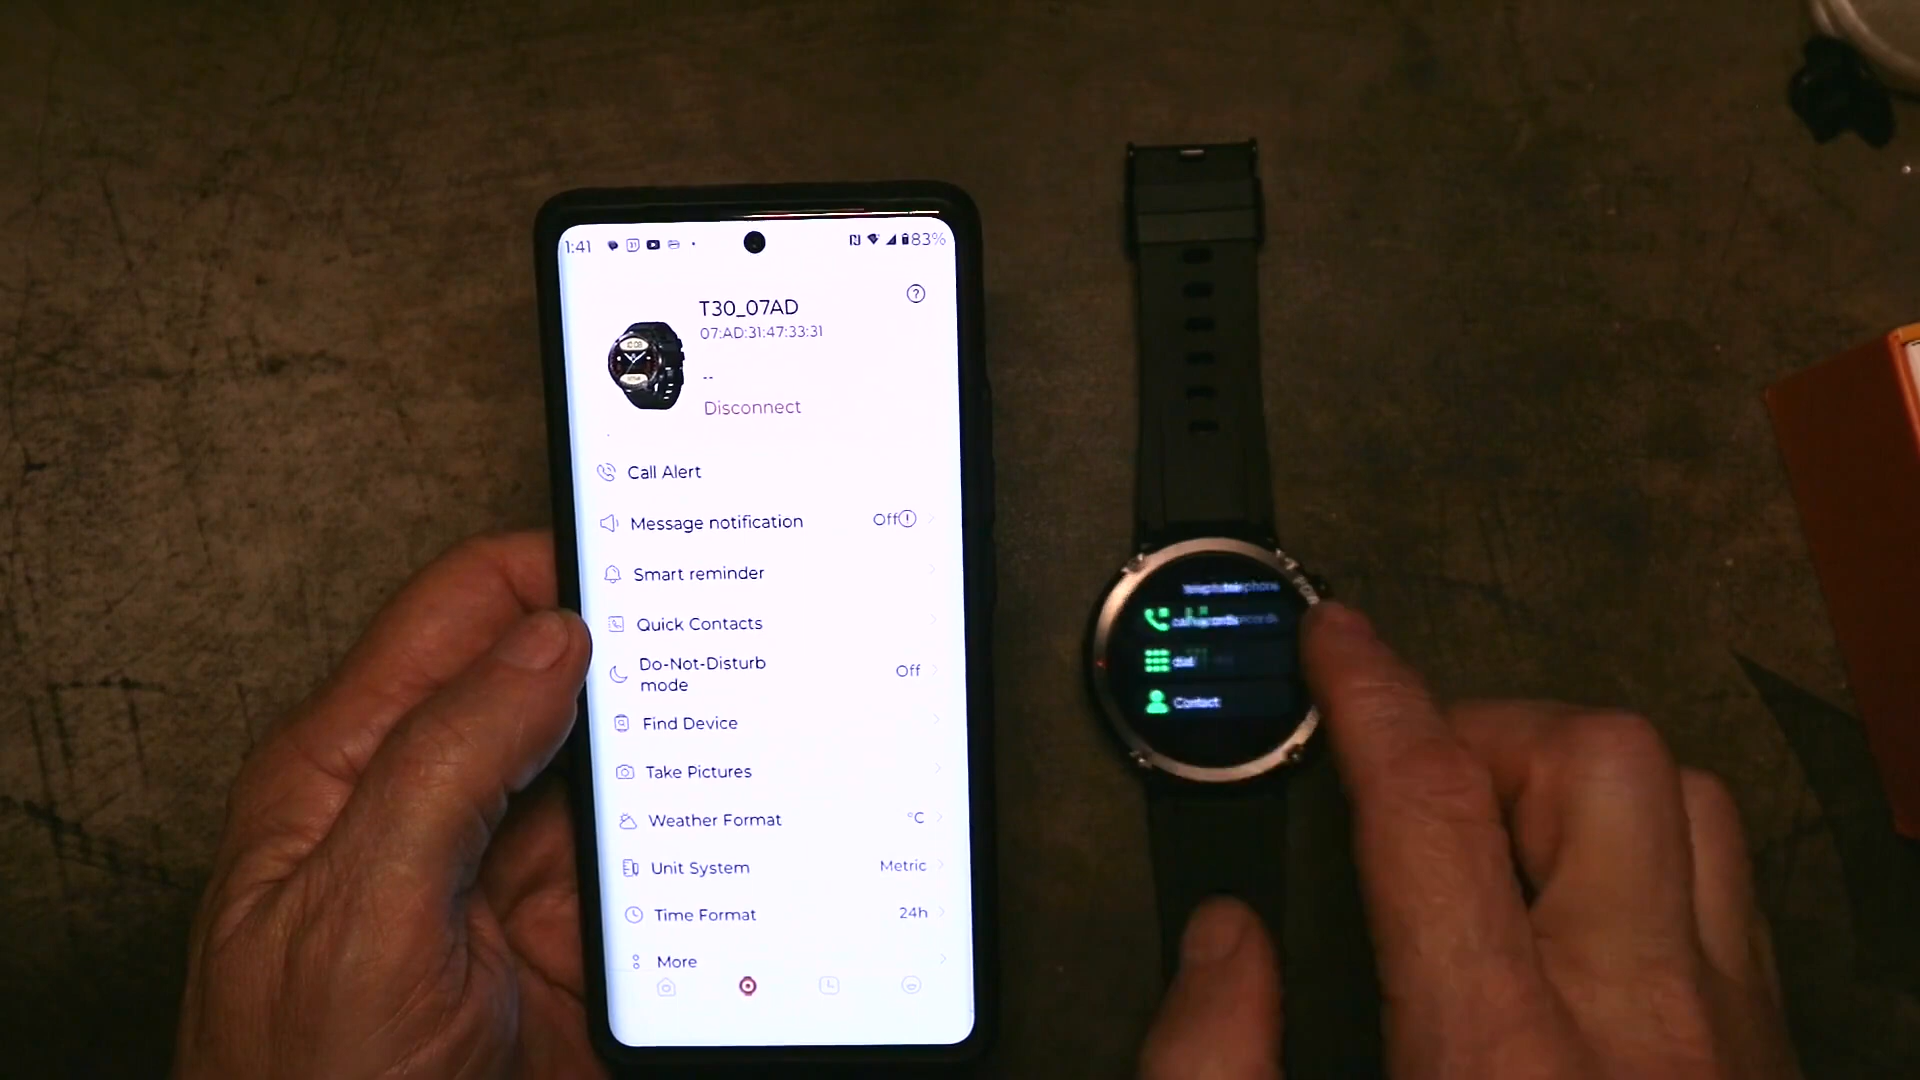 1:41
31
83%
T30_07AD
07:AD:31:47:33:31
--
Disconnect
Call Alert
Message notification Off
Smart reminder
Quick Contacts
Do-Not-Disturb
mode Off
Find Device
Take Pictures
Weather Format °C
Unit System Metric
Time Format 24h
More
dial
Contact